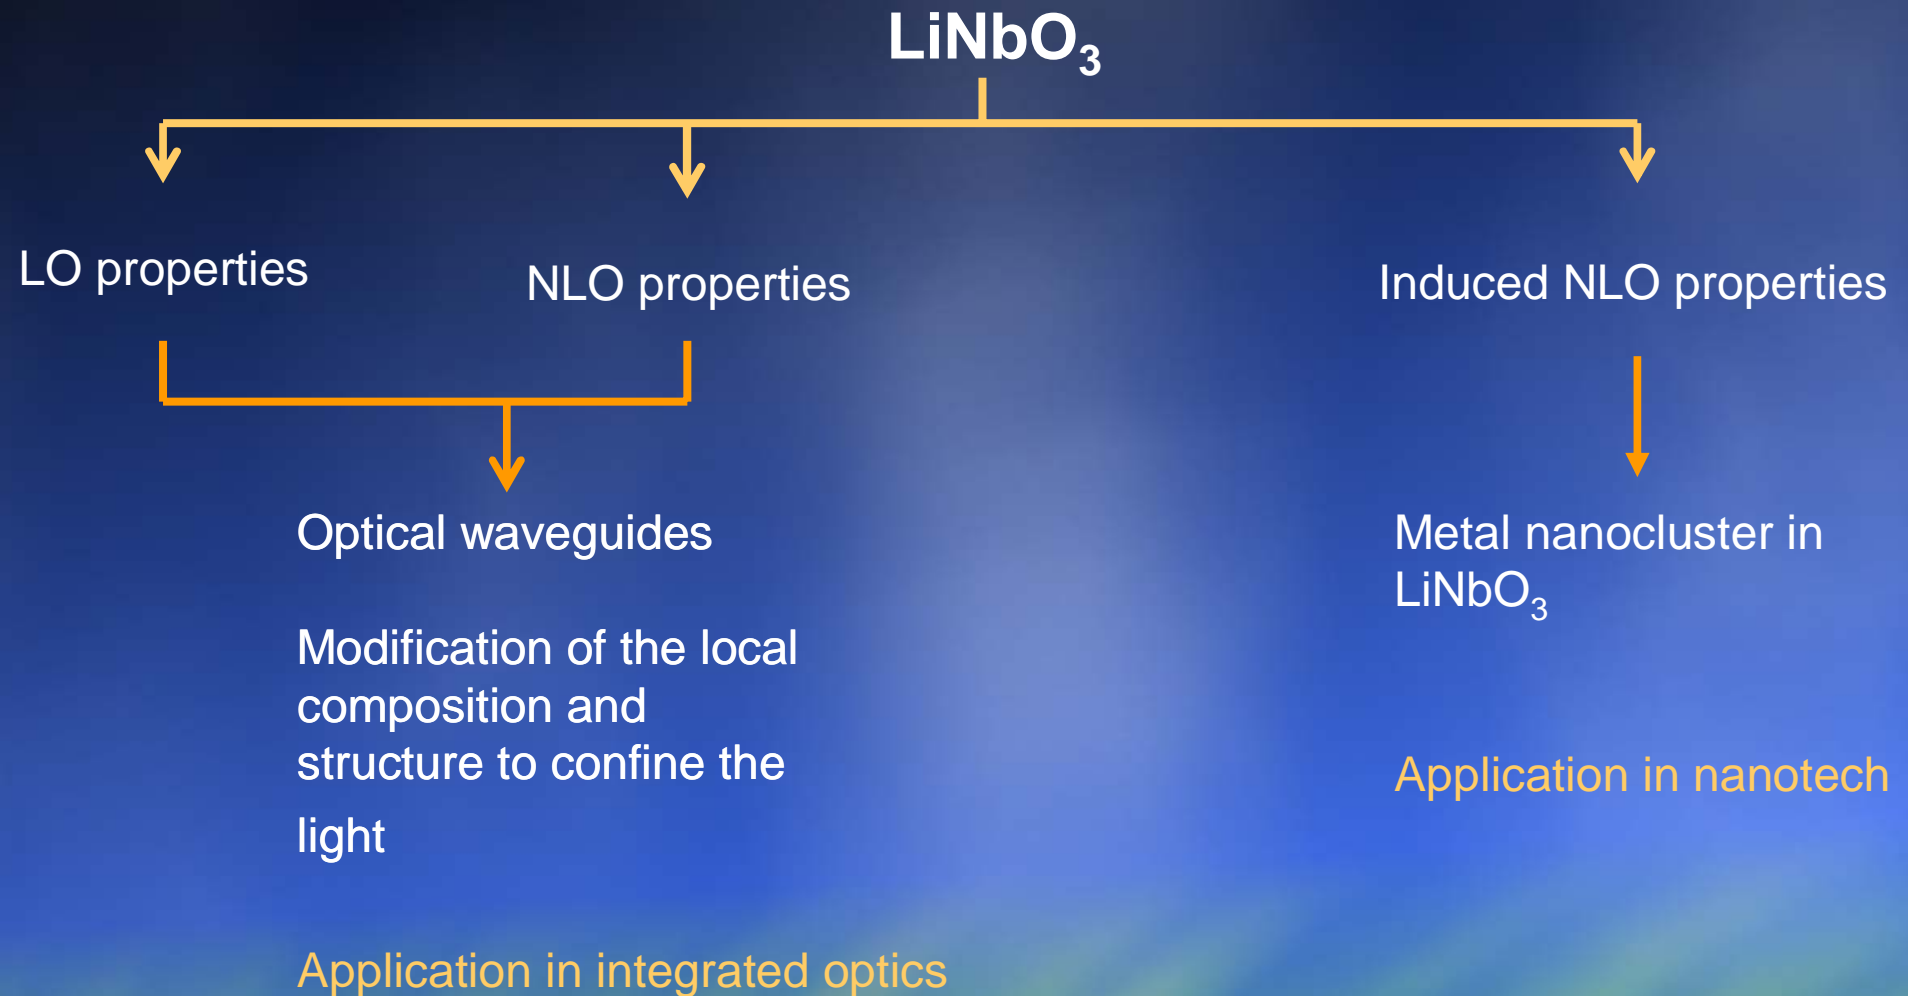 LiNbO₃
LO properties
NLO properties
Induced NLO properties
Optical waveguides
Modification of the local
composition and
structure to confine the
light
Application in integrated optics
Metal nanocluster in
LiNbO₃
Application in nanotech